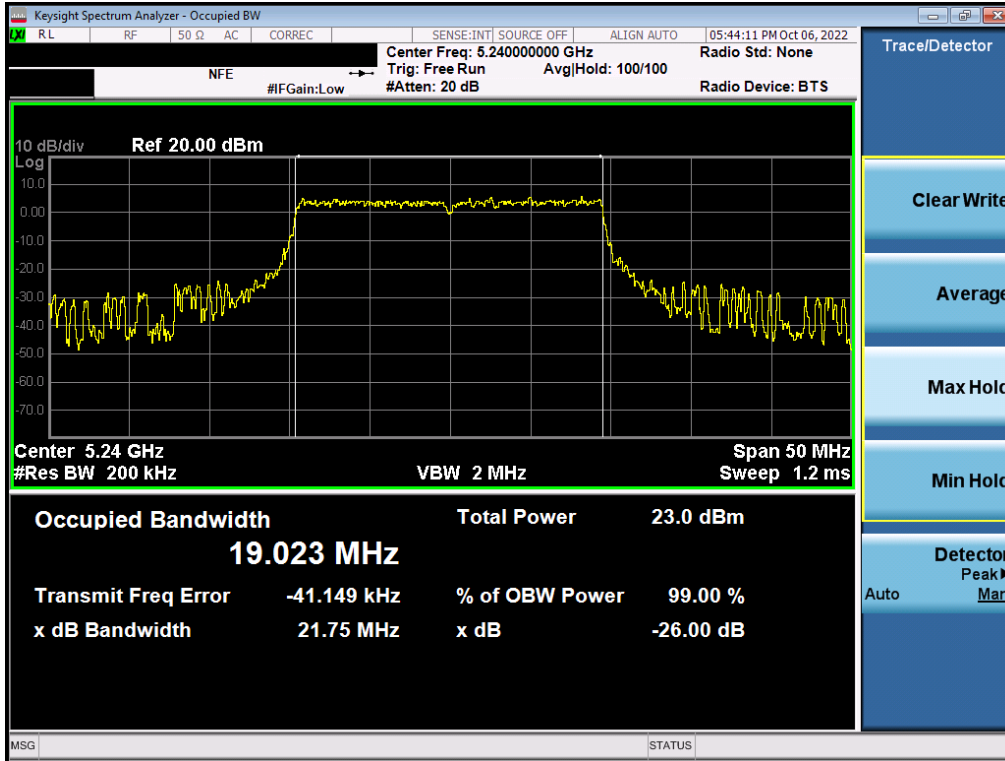 Keysight Spectrum Analyzer - Occupied BW
LXI RL RF 50 Ω AC CORREC SENSE:INT SOURCE OFF ALIGN AUTO 05:44:11 PM Oct 06, 2022
Center Freq: 5.240000000 GHz Radio Std: None
NFE Trig: Free Run Avg|Hold: 100/100
#IFGain:Low #Atten: 20 dB Radio Device: BTS
Trace/Detector
10 dB/div Ref 20.00 dBm
Log
10.0
0.00
-10.0
-20.0
-30.0
-40.0
-50.0
-60.0
-70.0
Center 5.24 GHz Span 50 MHz
#Res BW 200 kHz VBW 2 MHz Sweep 1.2 ms
Occupied Bandwidth Total Power 23.0 dBm
19.023 MHz
Transmit Freq Error -41.149 kHz % of OBW Power 99.00 %
x dB Bandwidth 21.75 MHz x dB -26.00 dB
Clear Write
Average
Max Hold
Min Hold
Detector
Peak
Auto Man
MSG STATUS